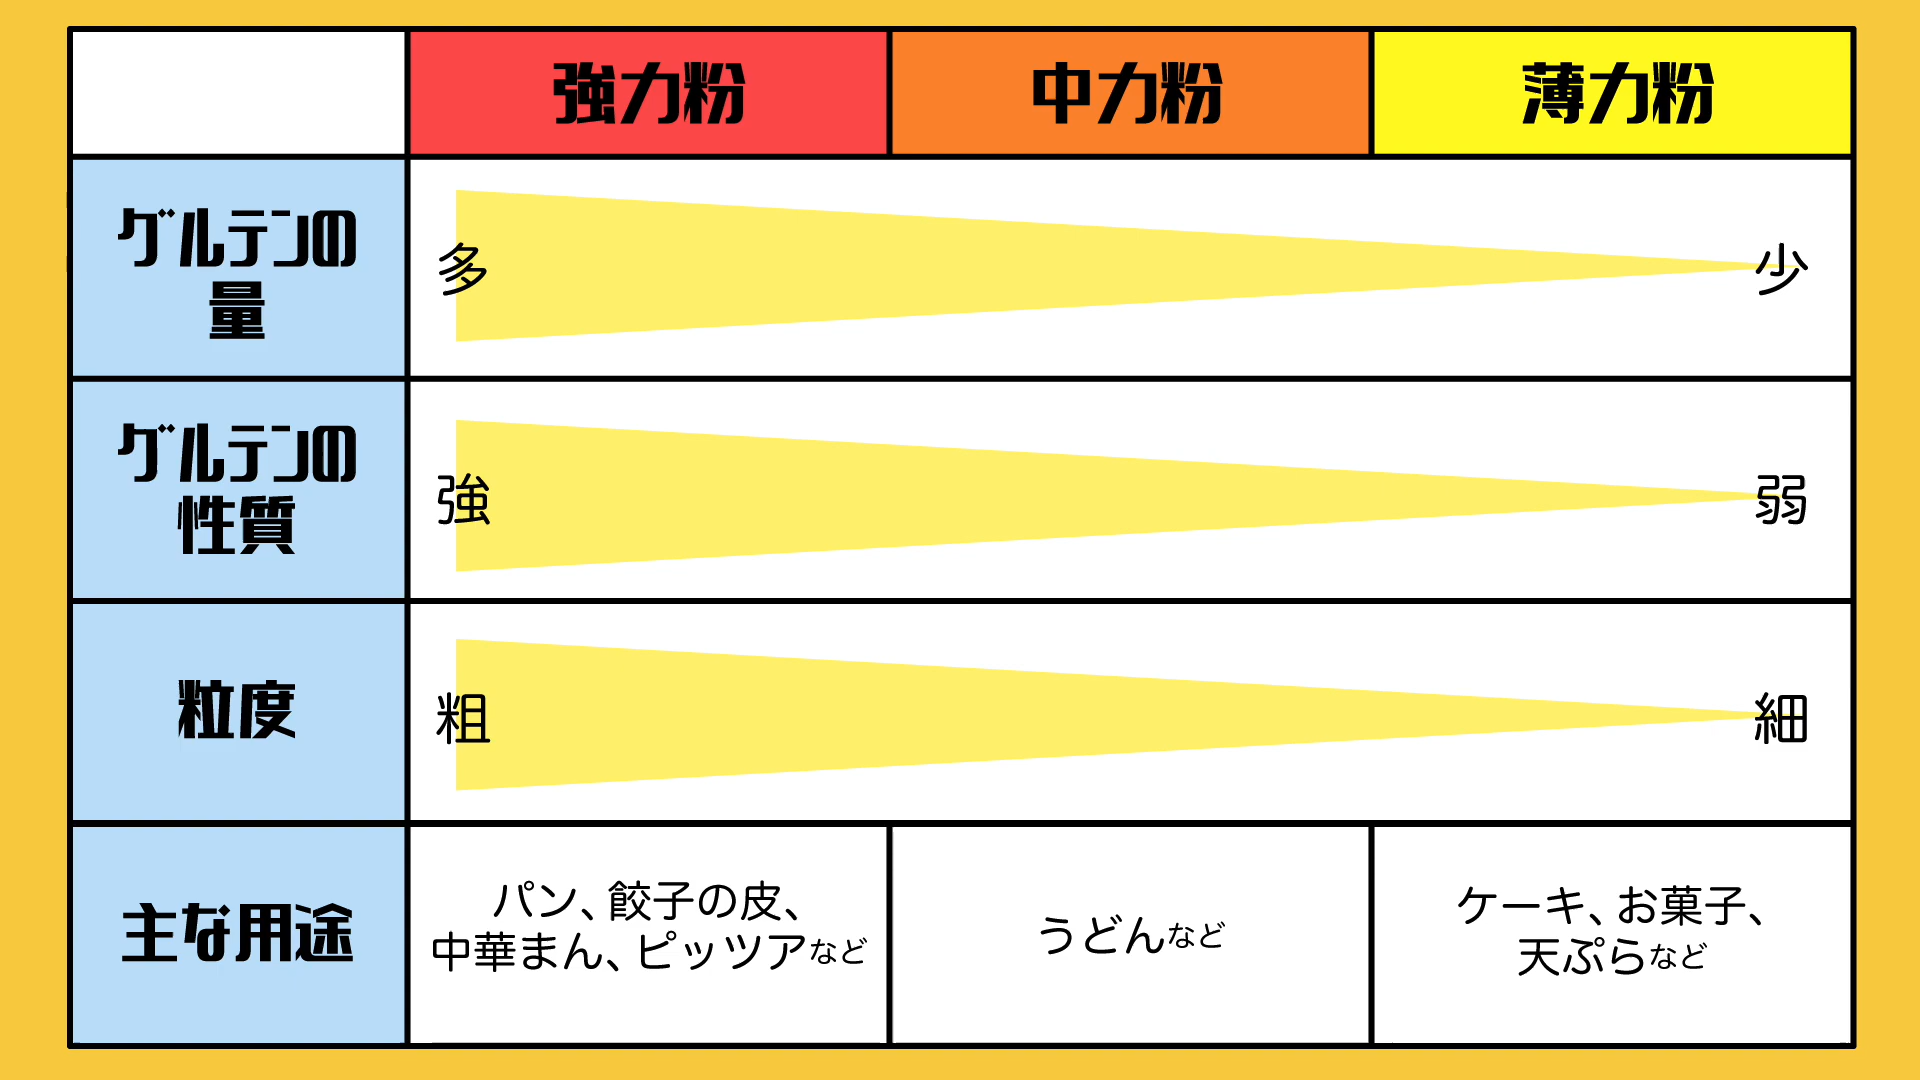 強力粉
中力粉
薄力粉
グルテンの
量
多
少
グルテンの
性質
強
弱
粒度
粗
細
主な用途
パン、餃子の皮、
中華まん、ピッツアなど
うどんなど
ケーキ、お菓子、
天ぷらなど